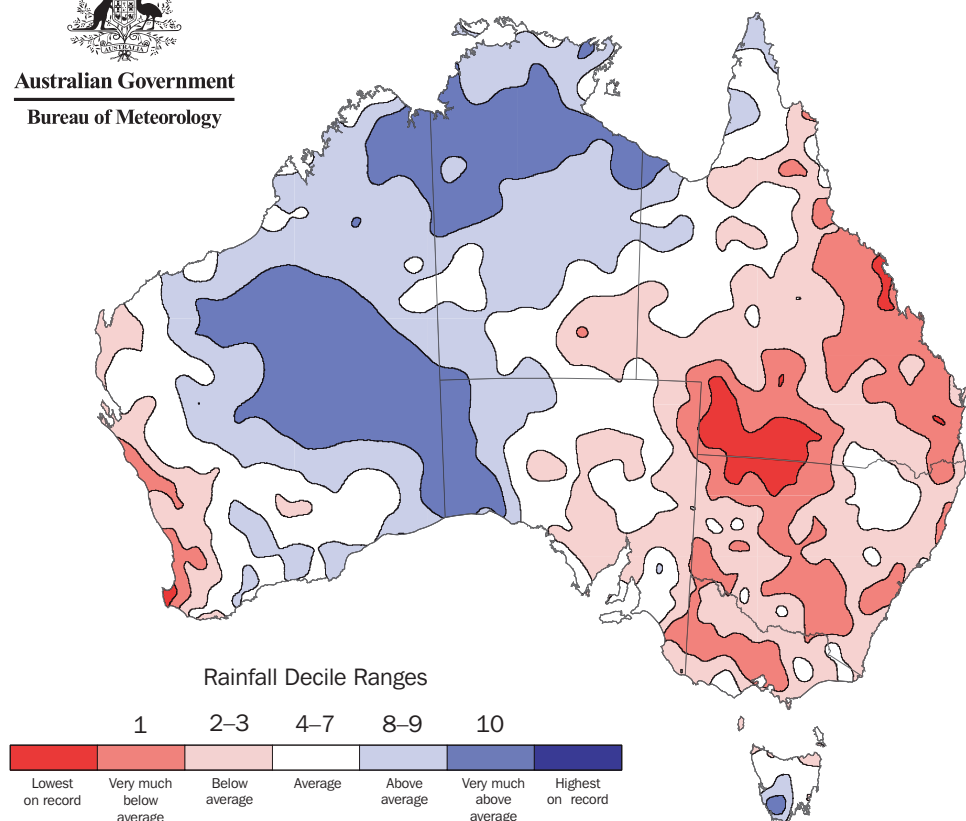 AUSTRALIA
Australian Government
Bureau of Meteorology
Rainfall Decile Ranges
1 2–3 4–7 8–9 10
Lowest on record
Very much below average
Below average
Average
Above average
Very much above average
Highest on record